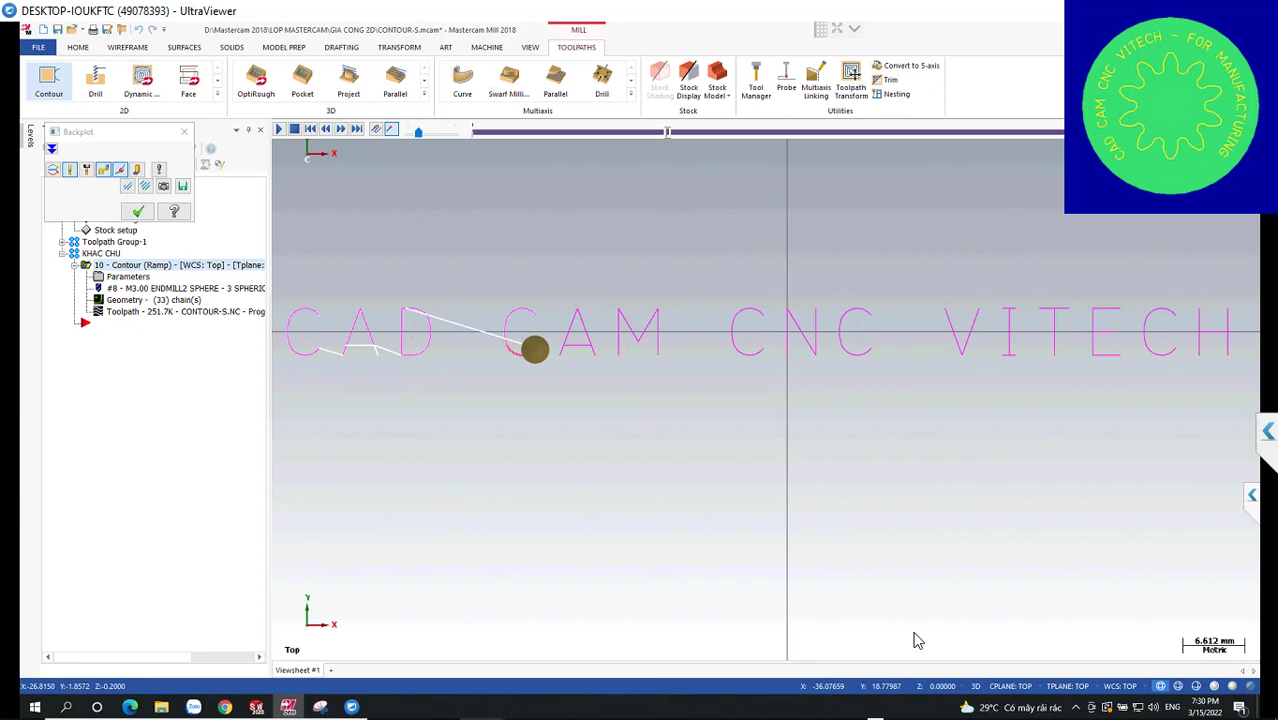 DESKTOP-IOUKFTC (49078393) - UltraViewer
D:\Mastercam 2018\LOP MASTERCAM\GIA CONG 2D\CONTOUR-S.mcam* - Mastercam Mill 2018
MILL
FILE HOME WIREFRAME SURFACES SOLIDS MODEL PREP DRAFTING TRANSFORM ART MACHINE VIEW TOOLPATHS
Contour Drill Dynamic ... Face OptiRough Pocket Project Parallel Curve Swarf Milli... Parallel Drill Stock Shading Stock Display Stock Model Tool Manager Probe Multiaxis Linking Toolpath Transform
Convert to 5-axis
Trim
Nesting
2D 3D Multiaxis Stock Utilities
CAD CAM CNC VITECH - FOR MANUFACTURING
Levels
Backplot
Stock setup
Toolpath Group-1
KHAC CHU
10 - Contour (Ramp) - [WCS: Top] - [Tplane:
Parameters
#8 - M3.00 ENDMILL2 SPHERE - 3 SPHERIC
Geometry - (33) chain(s)
Toolpath - 251.7K - CONTOUR-S.NC - Prog
X
C
CAD CAM CNC VITECH
Y
X
Top
6.612 mm
Metric
Viewsheet #1 +
X:-26.8150 Y:-1.8572 Z:-0.2000
X: -36.07659 Y: 18.77987 Z: 0.00000 3D CPLANE: TOP TPLANE: TOP WCS: TOP
Zalo
2020
29°C Có mây rải rác
7:30 PM
3/15/2022
1